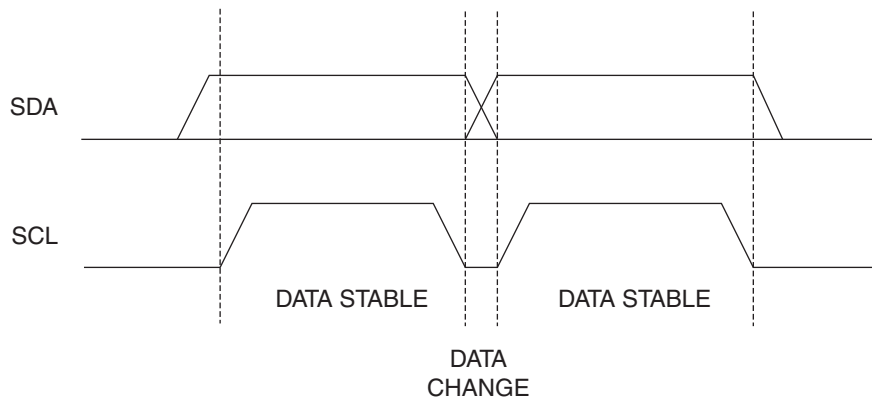 SDA
SCL
DATA STABLE
DATA STABLE
DATA
CHANGE